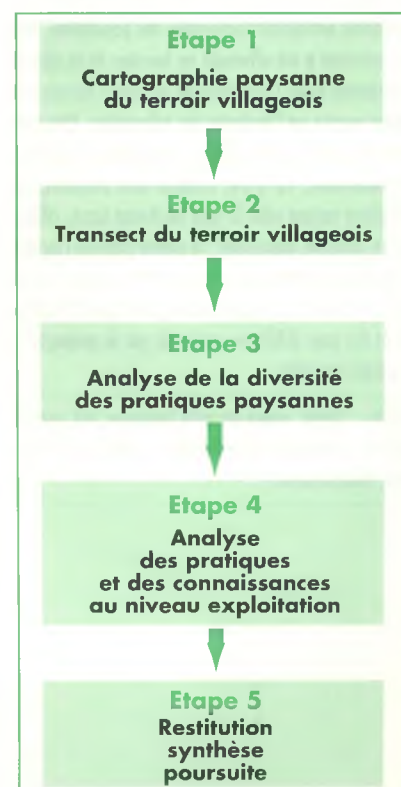 Etape 1
Cartographie paysanne
du terroir villageois
Etape 2
Transect du terroir villageois
Etape 3
Analyse de la diversité
des pratiques paysannes
Etape 4
Analyse
des pratiques
et des connaissances
au niveau exploitation
Etape 5
Restitution
synthèse
poursuite